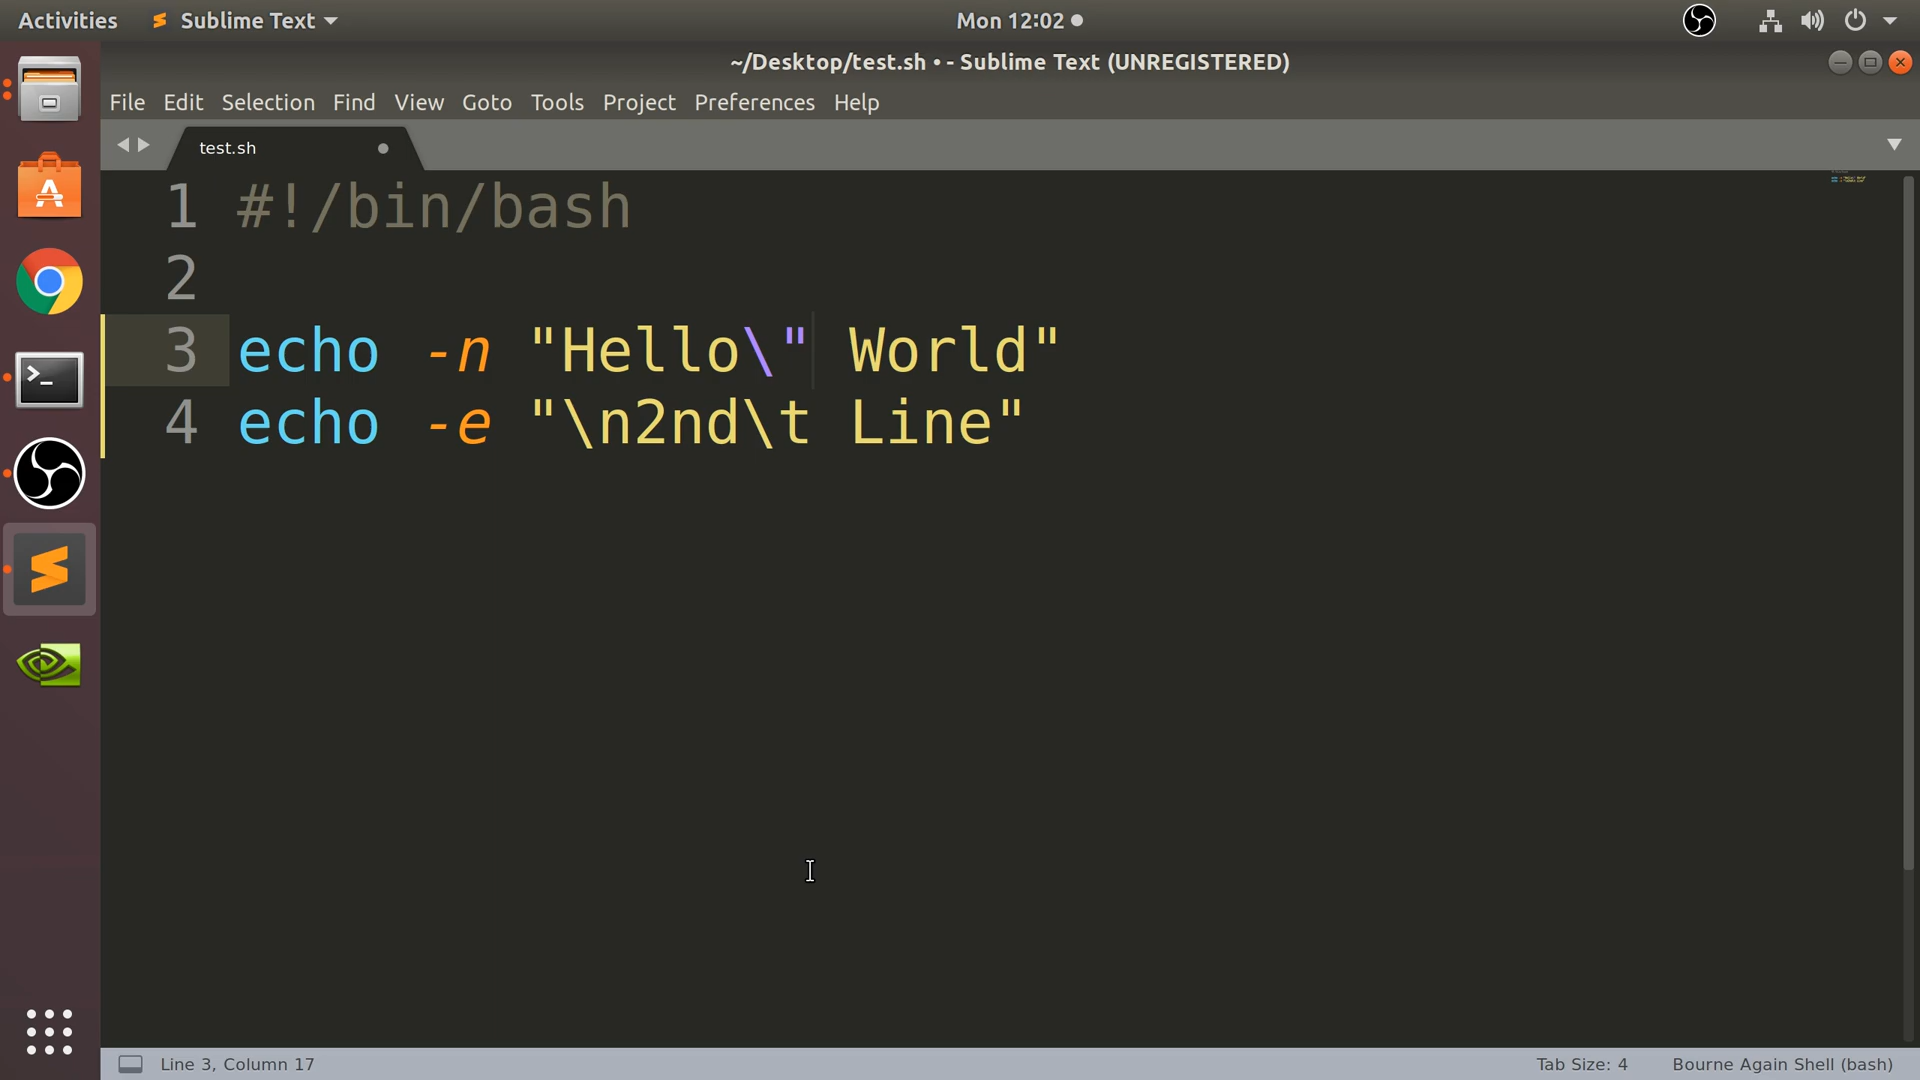 Activities Sublime Text Mon 12:02
~/Desktop/test.sh • - Sublime Text (UNREGISTERED)
File Edit Selection Find View Goto Tools Project Preferences Help
test.sh
1 #!/bin/bash
2
3 echo -n "Hello\" World"
4 echo -e "\n2nd\t Line"
Line 3, Column 17 Tab Size: 4 Bourne Again Shell (bash)